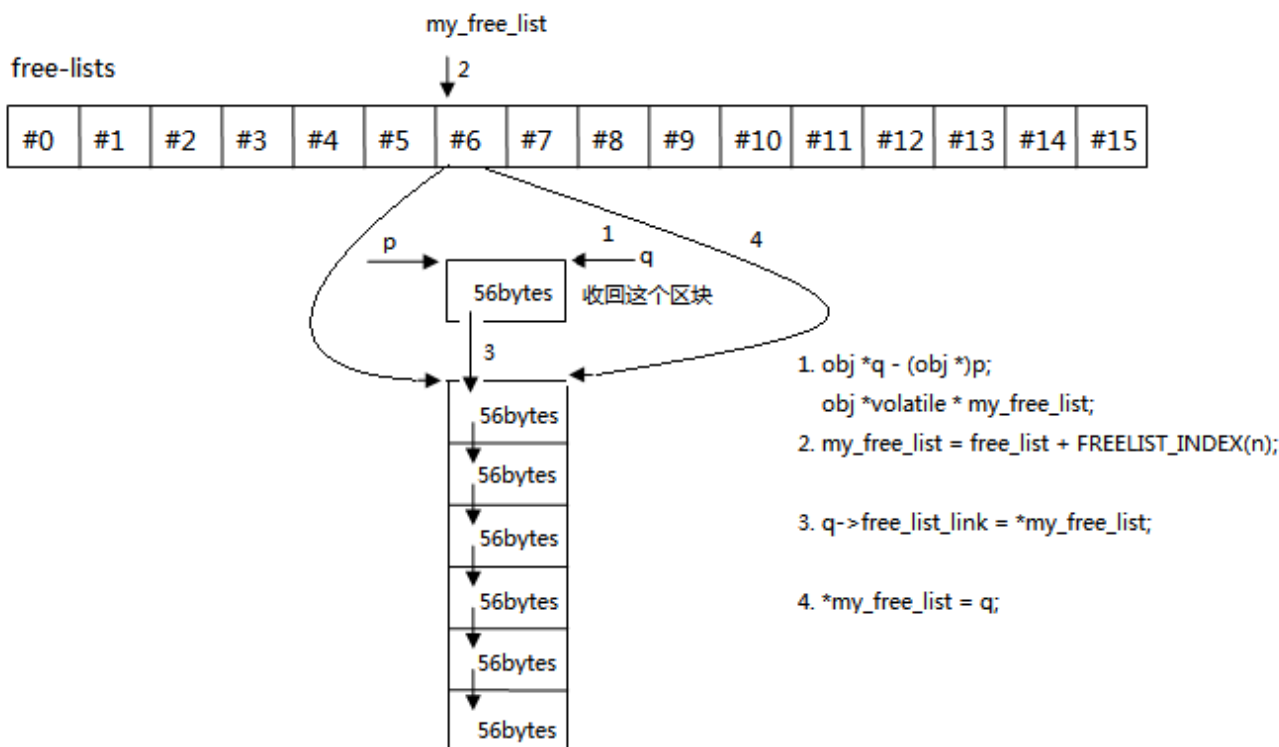 my_free_list
free-lists
2
#0 #1 #2 #3 #4 #5 #6 #7 #8 #9 #10 #11 #12 #13 #14 #15
p
1
q
4
56bytes
收回这个区块
3
56bytes
56bytes
56bytes
56bytes
56bytes
56bytes
1. obj *q - (obj *)p;
obj *volatile * my_free_list;
2. my_free_list = free_list + FREELIST_INDEX(n);
3. q->free_list_link = *my_free_list;
4. *my_free_list = q;